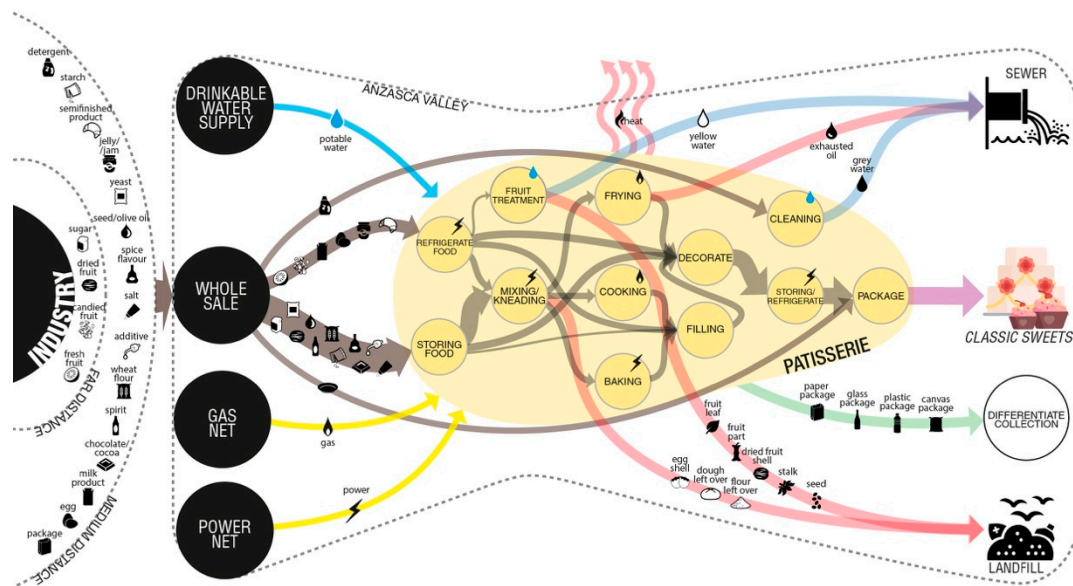 detergent
starch
semifinished
product
jelly/
/jam
yeast
seed/olive oil
sugar
spice
flavour
dried
fruit
salt
candied
fruit
additive
fresh
fruit
wheat
flour
spirit
chocolate/
cocoa
milk
product
egg
package
INDUSTRY
FAR DISTANCE
MEDIUM DISTANCE
DRINKABLE
WATER
SUPPLY
WHOLE
SALE
GAS
NET
POWER
NET
ANZASCA VALLEY
potable
water
gas
power
heat
yellow
water
exhausted
oil
grey
water
FRUIT
TREATMENT
FRYING
CLEANING
REFRIGERATE
FOOD
MIXING/
KNEADING
COOKING
DECORATE
STORING/
REFRIGERATE
PACKAGE
STORING
FOOD
FILLING
BAKING
PATISSERIE
SEWER
CLASSIC SWEETS
paper
package
glass
package
plastic
package
canvas
package
DIFFERENTIATE
COLLECTION
fruit
leaf
fruit
part
dried fruit
shell
stalk
seed
egg
shell
dough
left over
flour
left over
LANDFILL